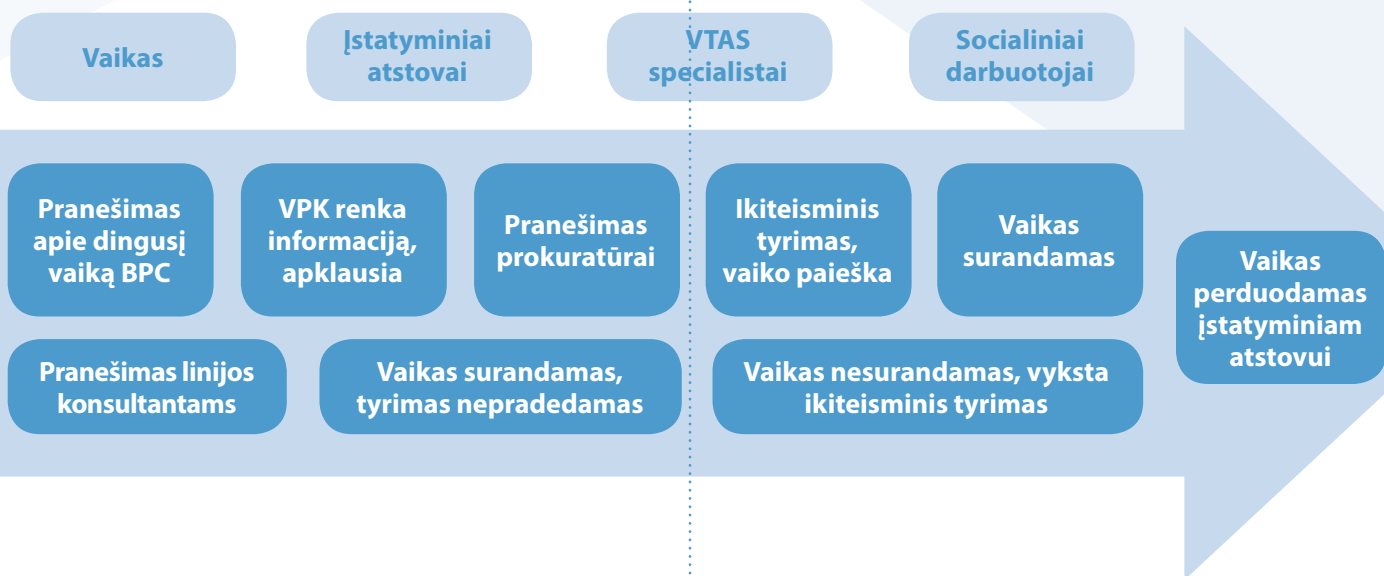 Vaikas
Įstatyminiai
atstovai
VTAS
specialistai
Socialiniai
darbuotojai
Pranešimas
apie dingusį
vaiką BPC
VPK renka
informaciją,
apklausia
Pranešimas
prokuratūrai
Ikiteisminis
tyrimas,
vaiko paieška
Vaikas
surandamas
Vaikas
perduodamas
įstatyminiam
atstovui
Pranešimas linijos
konsultantams
Vaikas surandamas,
tyrimas nepradedamas
Vaikas nesurandamas, vyksta
ikiteisminis tyrimas